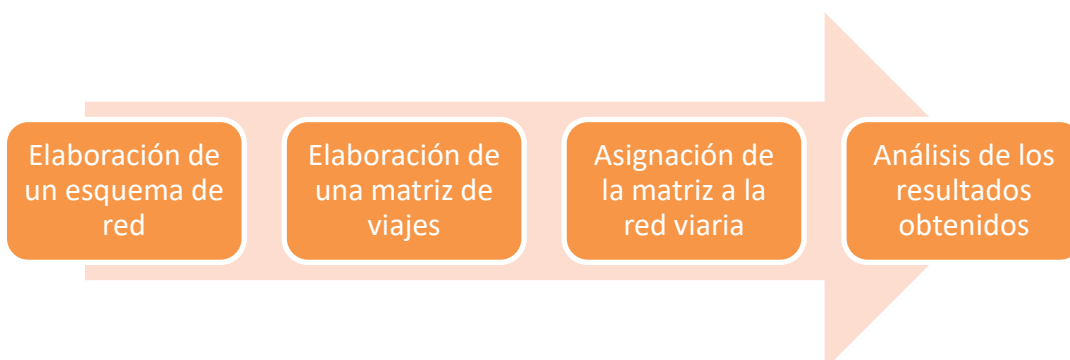 Elaboración de
un esquema de
red
Elaboración de
una matriz de
viajes
Asignación de
la matriz a la
red viaria
Análisis de los
resultados
obtenidos